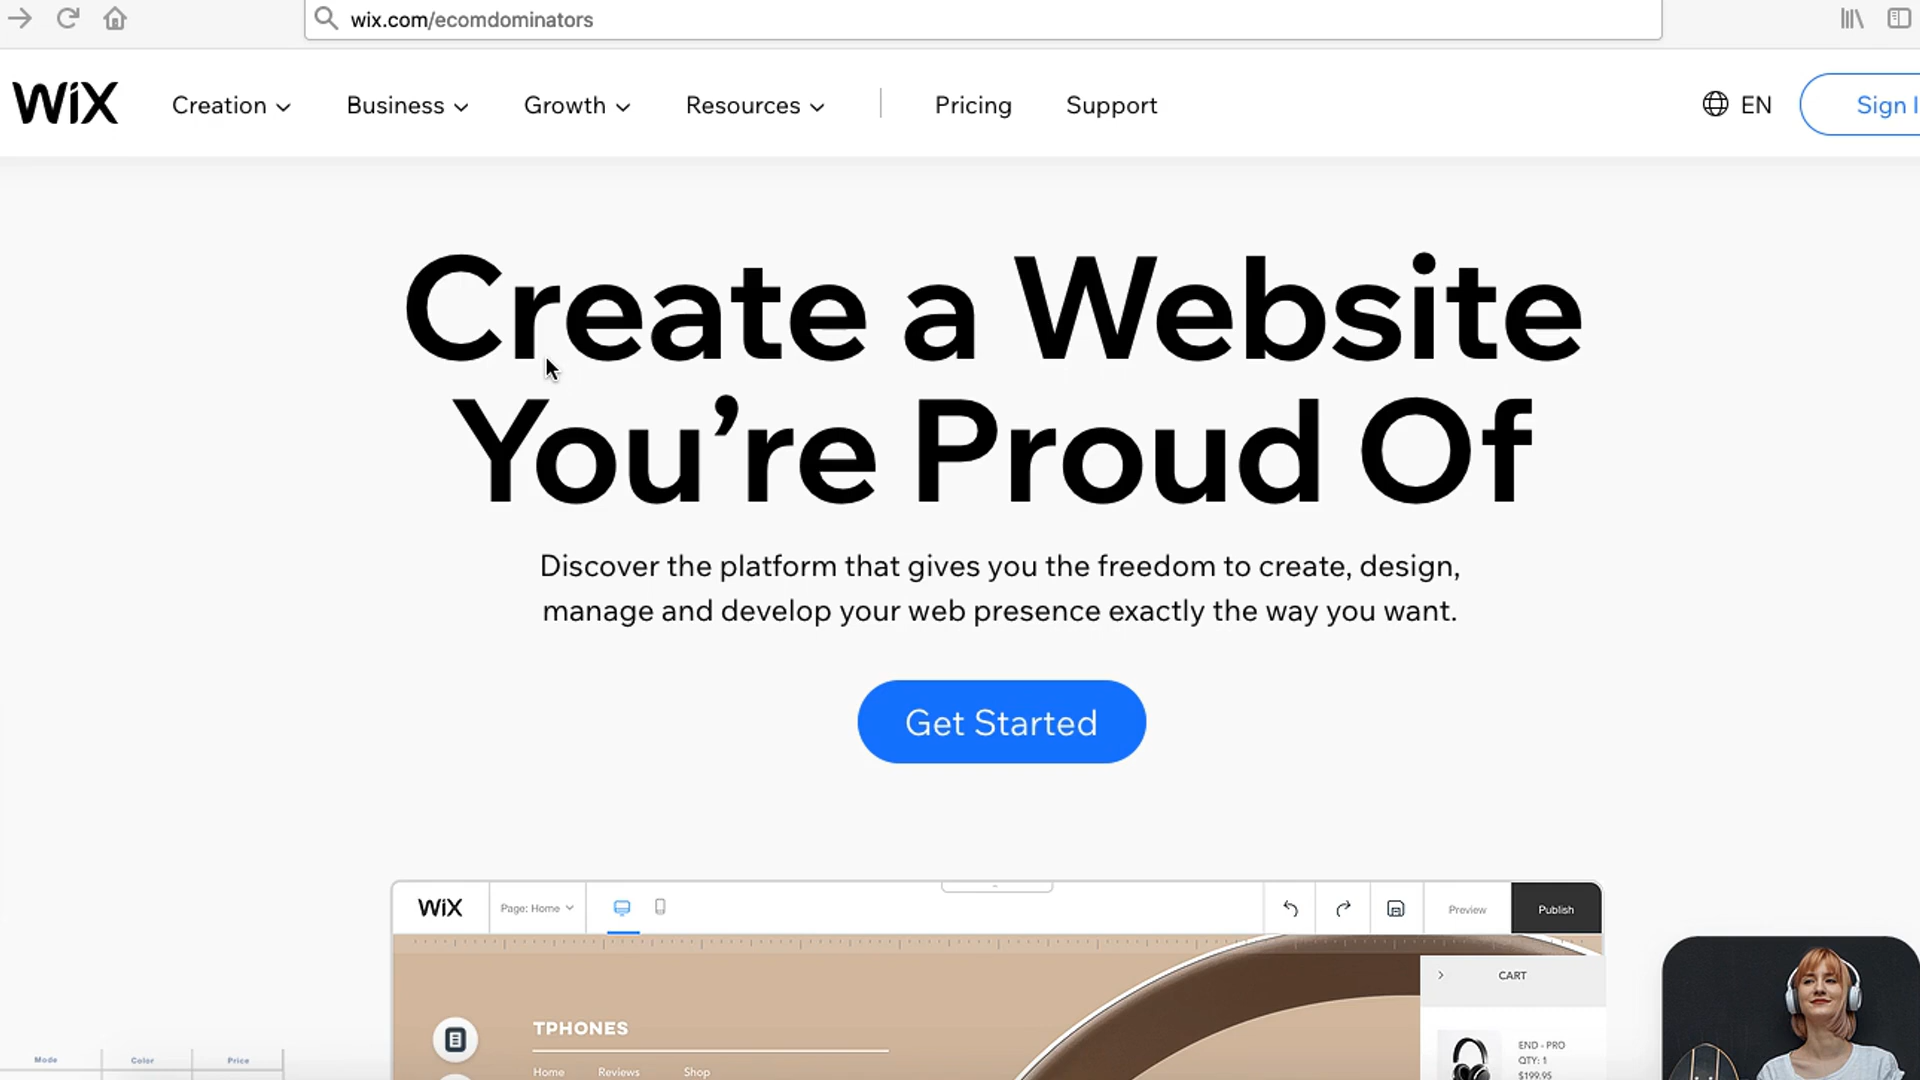 wix.com/ecomdominators
WiX Creation Business Growth Resources Pricing Support EN Sign I
Create a Website
You’re Proud Of
Discover the platform that gives you the freedom to create, design,
manage and develop your web presence exactly the way you want.
Get Started
WiX Page: Home Preview Publish
CART
TPHONES
END - PRO
QTY: 1
$199.95
Home Reviews Shop
Mode Color Price